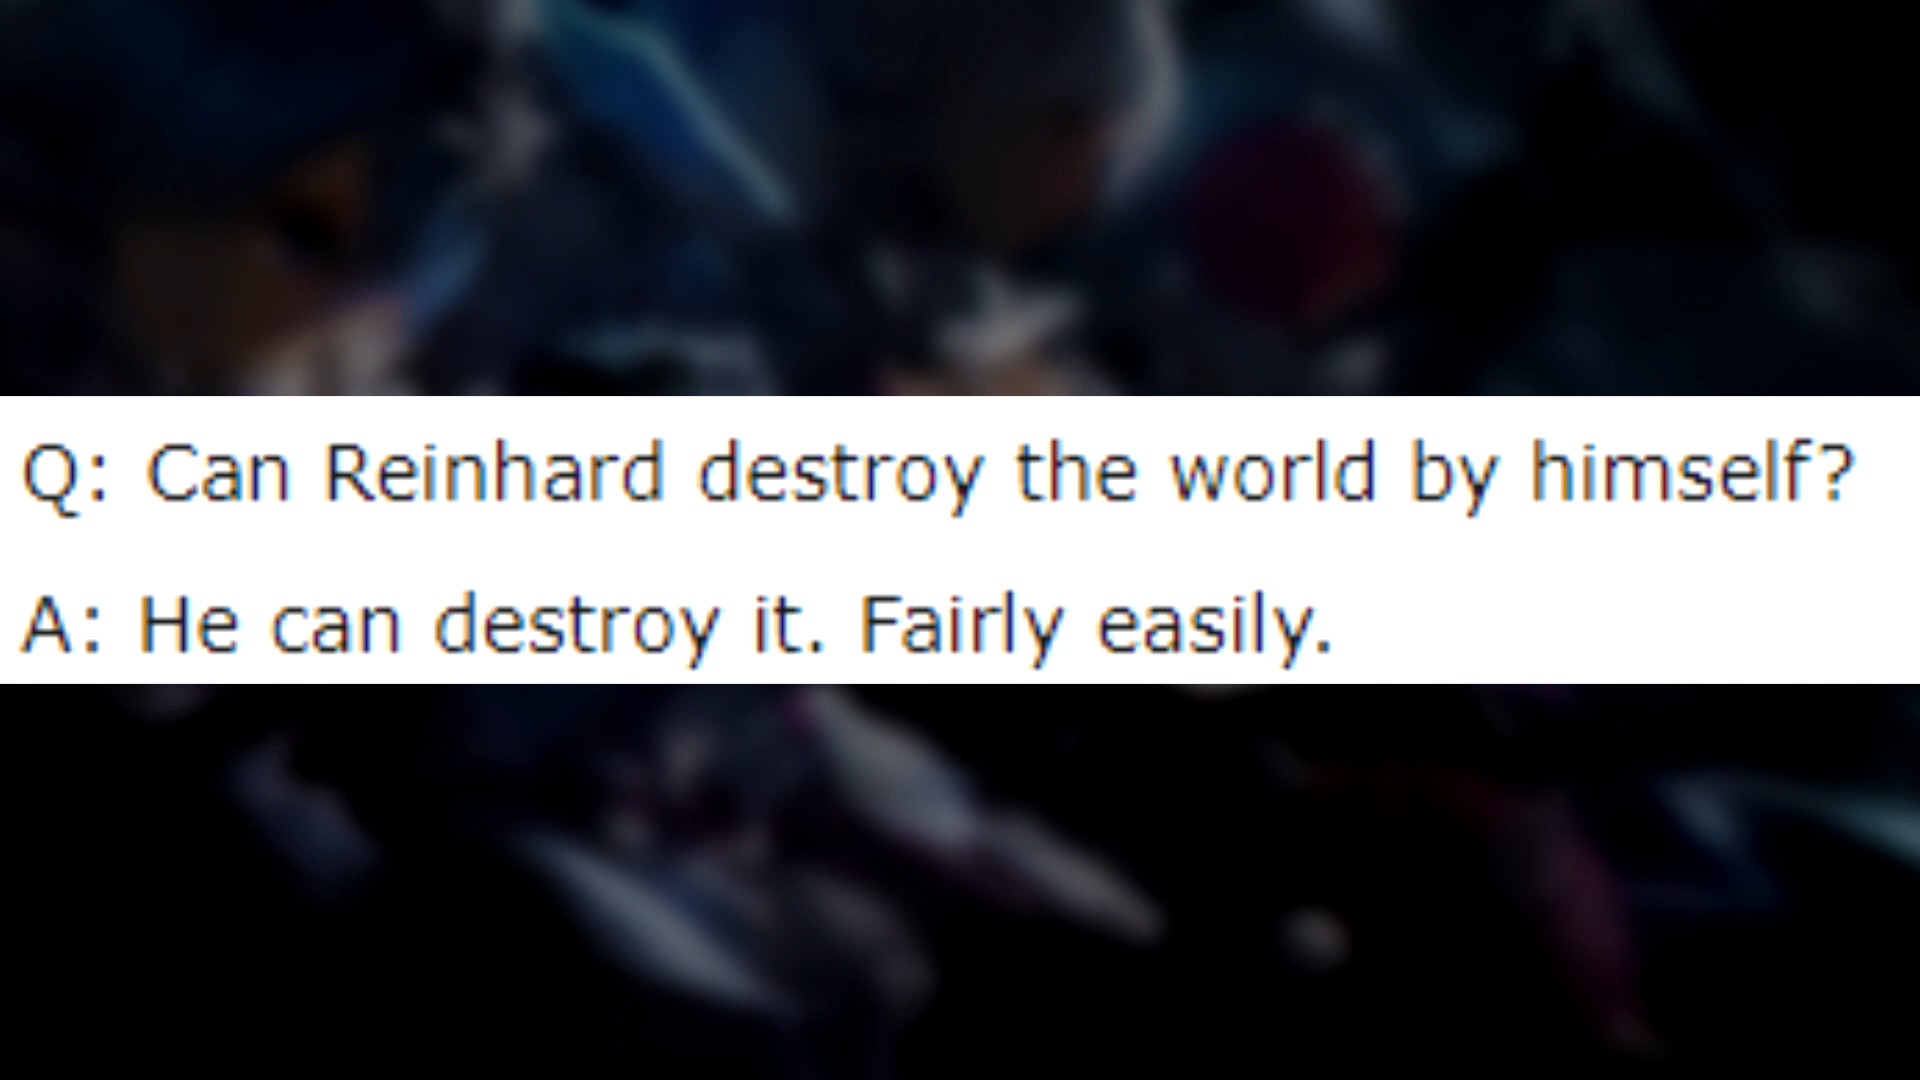 Q: Can Reinhard destroy the world by himself?
A: He can destroy it. Fairly easily.